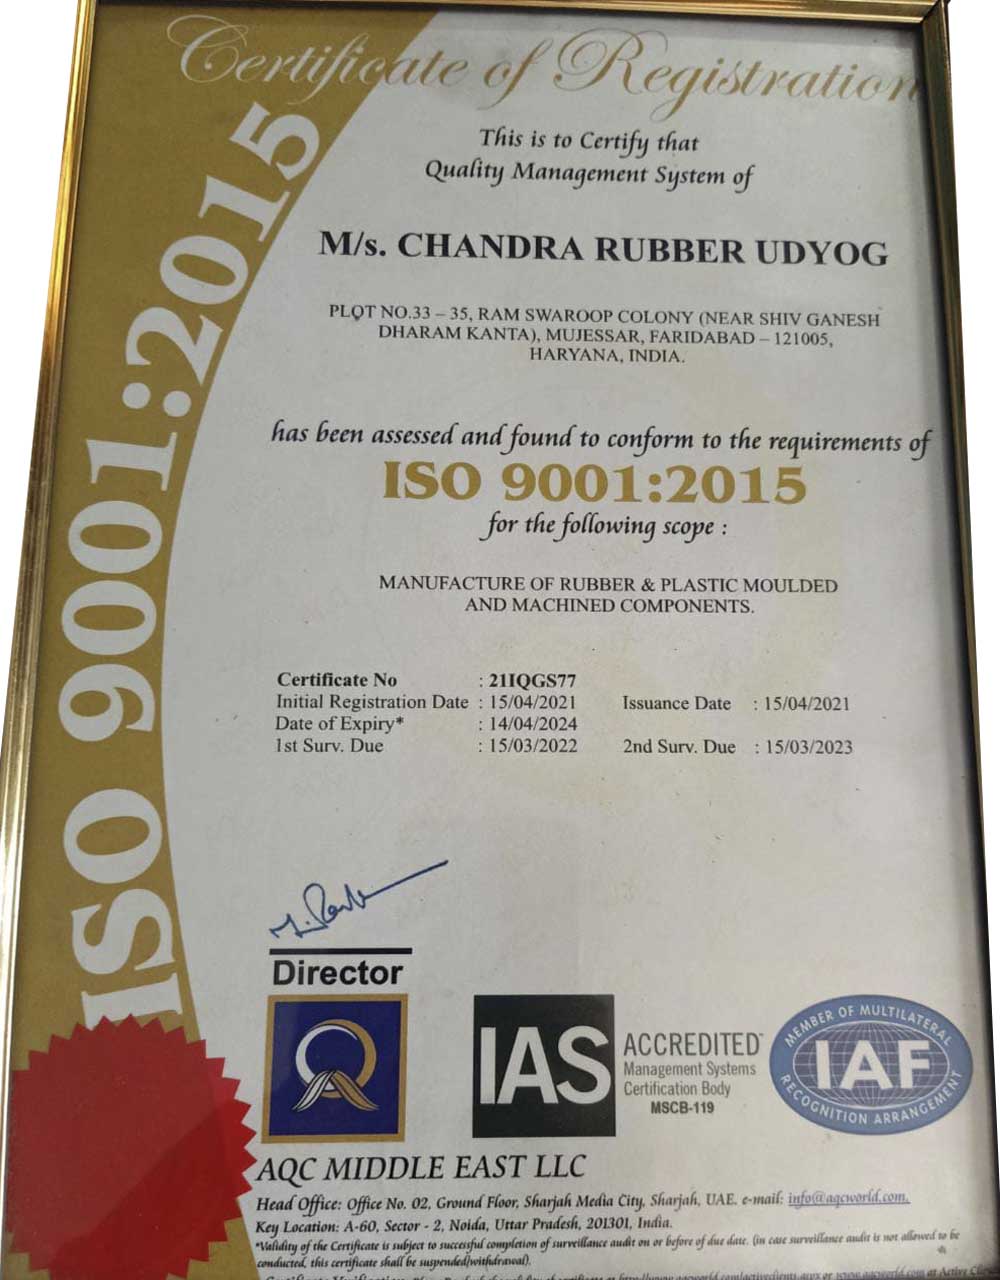 Certificate of Registration
ISO 9001:2015
This is to Certify that
Quality Management System of
M/s. CHANDRA RUBBER UDYOG
PLOT NO.33 – 35, RAM SWAROOP COLONY (NEAR SHIV GANESH
DHARAM KANTA), MUJESSAR, FARIDABAD – 121005,
HARYANA, INDIA.
has been assessed and found to conform to the requirements of
ISO 9001:2015
for the following scope :
MANUFACTURE OF RUBBER & PLASTIC MOULDED
AND MACHINED COMPONENTS.
Certificate No : 21IQGS77
Initial Registration Date : 15/04/2021 Issuance Date : 15/04/2021
Date of Expiry* : 14/04/2024
1st Surv. Due : 15/03/2022 2nd Surv. Due : 15/03/2023
Director
IAS ACCREDITED™
Management Systems
Certification Body
MSCB-119
MEMBER OF MULTILATERAL
IAF
RECOGNITION ARRANGEMENT
AQC MIDDLE EAST LLC
Head Office: Office No. 02, Ground Floor, Sharjah Media City, Sharjah, UAE. e-mail: info@aqcworld.com,
Key Location: A-60, Sector - 2, Noida, Uttar Pradesh, 201301, India.
*Validity of the Certificate is subject to successful completion of surveillance audit on or before of due date. (in case surveillance audit is not allowed to be
conducted, this certificate shall be suspended/withdrawal).